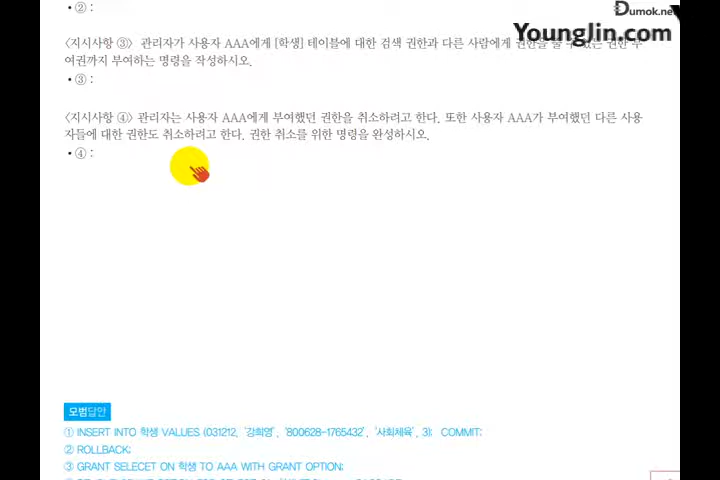 • ② :
Dumok.ne
YoungJin.com
〈지시사항 ③〉 관리자가 사용자 AAA에게 [학생] 테이블에 대한 검색 권한과 다른 사람에게 권한을 줄 수 있는 권한 부
여권까지 부여하는 명령을 작성하시오.
• ③ :
〈지시사항 ④〉 관리자는 사용자 AAA에게 부여했던 권한을 취소하려고 한다. 또한 사용자 AAA가 부여했던 다른 사용
자들에 대한 권한도 취소하려고 한다. 권한 취소를 위한 명령을 완성하시오.
• ④ :
모범답안
① INSERT INTO 학생 VALUES (031212, '강희영', '800628-1765432', '사회체육', 3); COMMIT;
② ROLLBACK;
③ GRANT SELECET ON 학생 TO AAA WITH GRANT OPTION;